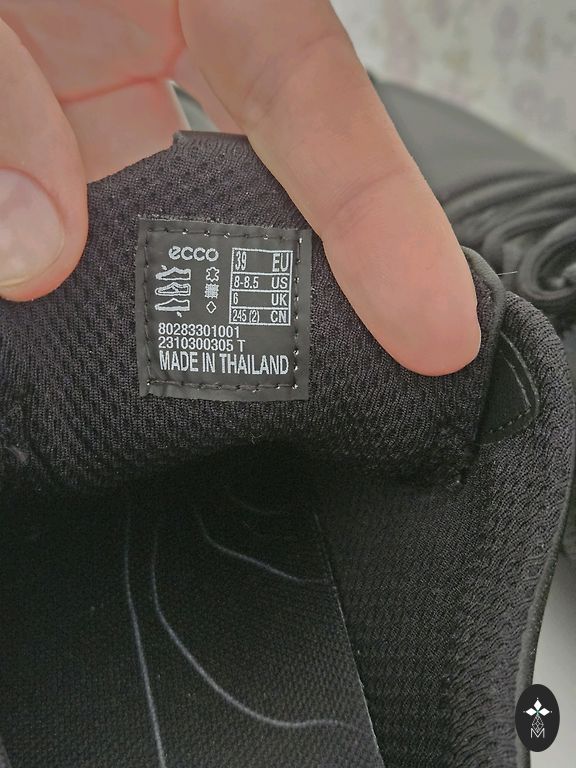 ecco
39 EU
8-8.5 US
6 UK
245 (2) CN
80283301001
2310300305 T
MADE IN THAILAND
M